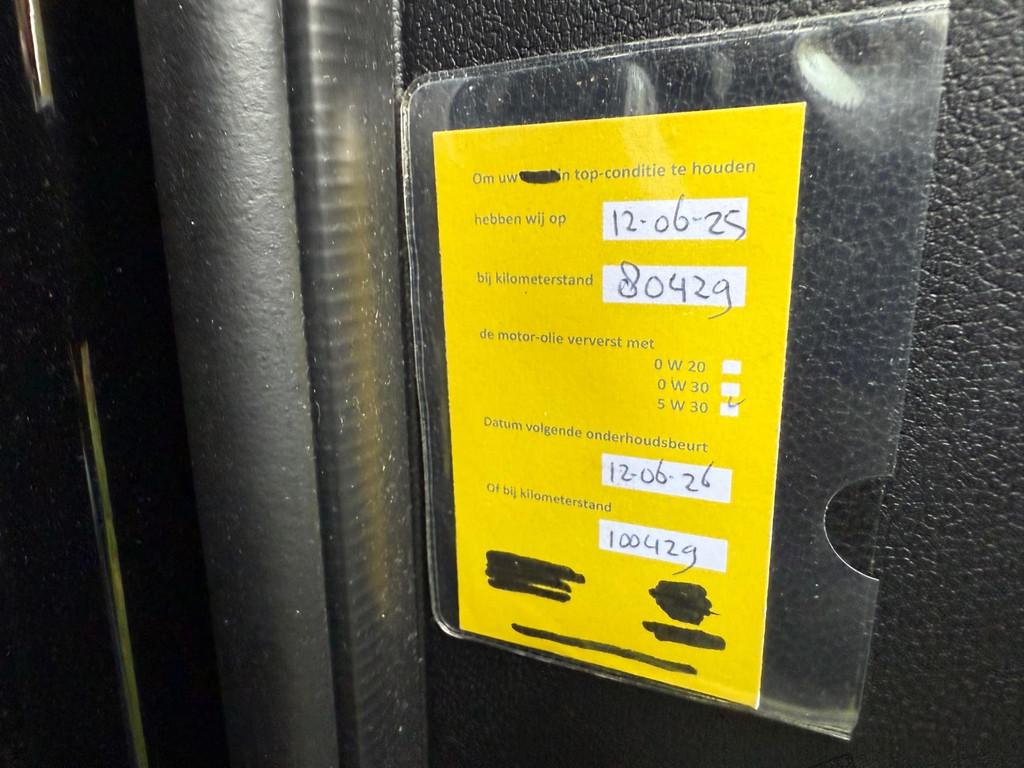 Om uw in top-conditie te houden
hebben wij op 12-06-25
bij kilometerstand 80429
de motor-olie ververst met
0 W 20
0 W 30
5 W 30
Datum volgende onderhoudsbeurt
12-06-26
Of bij kilometerstand
100429